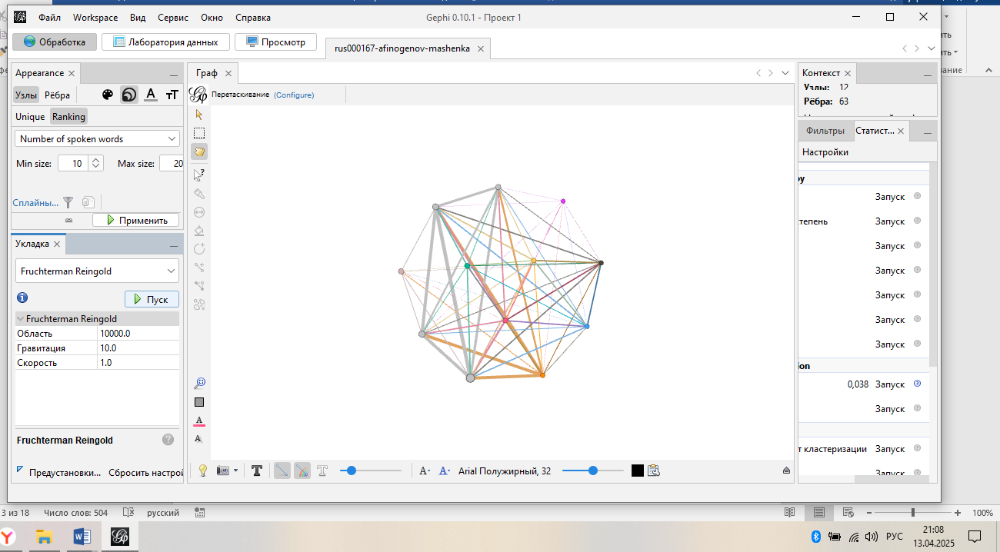 Файл Workspace Вид Сервис Окно Справка Gephi 0.10.1 - Проект 1
Обработка Лаборатория данных Просмотр rus000167-afinogenov-mashenka
Appearance
Узлы Рёбра
Unique Ranking
Number of spoken words
Min size: 10 Max size: 20
Сплайны...
Применить
Укладка
Fruchterman Reingold
Пуск
Fruchterman Reingold
Область 10000.0
Гравитация 10.0
Скорость 1.0
Fruchterman Reingold
Предустановки... Сбросить настрой
Граф
Перетаскивание (Configure)
Arial Полужирный, 32
Контекст
Узлы: 12
Рёбра: 63
Фильтры Статист...
Настройки
Запуск
тепень Запуск
Запуск
Запуск
Запуск
Запуск
Запуск
ion
0,038 Запуск
Запуск
т кластеризации Запуск
Запуск
3 из 18 Число слов: 504 русский 100%
РУС
21:08
13.04.2025